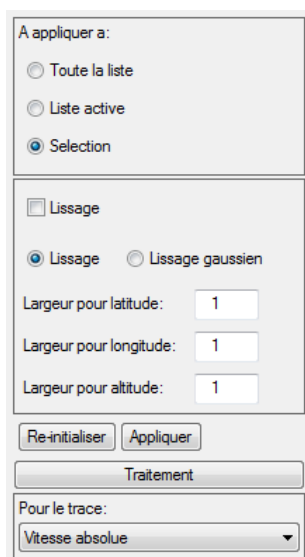 A appliquer a:
Toute la liste
Liste active
Selection
Lissage
Lissage Lissage gaussien
Largeur pour latitude: 1
Largeur pour longitude: 1
Largeur pour altitude: 1
Re-initialiser Appliquer
Traitement
Pour le trace:
Vitesse absolue